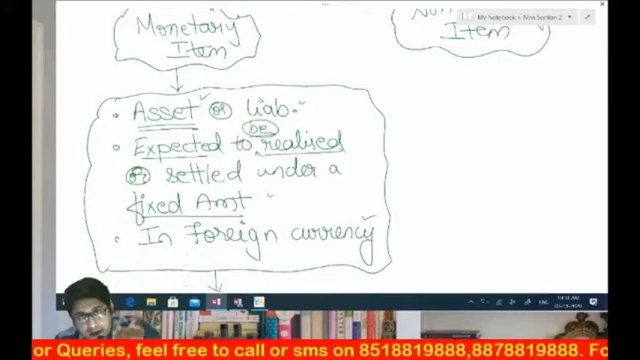 Monetary
Item
Item
My Notebook > New Section 2
• Asset or liab.
be
• Expected to realised
or settled under a
fixed Amt
• In foreign currency
ENG
or Queries, feel free to call or sms on 8518819888,8878819888. Fo